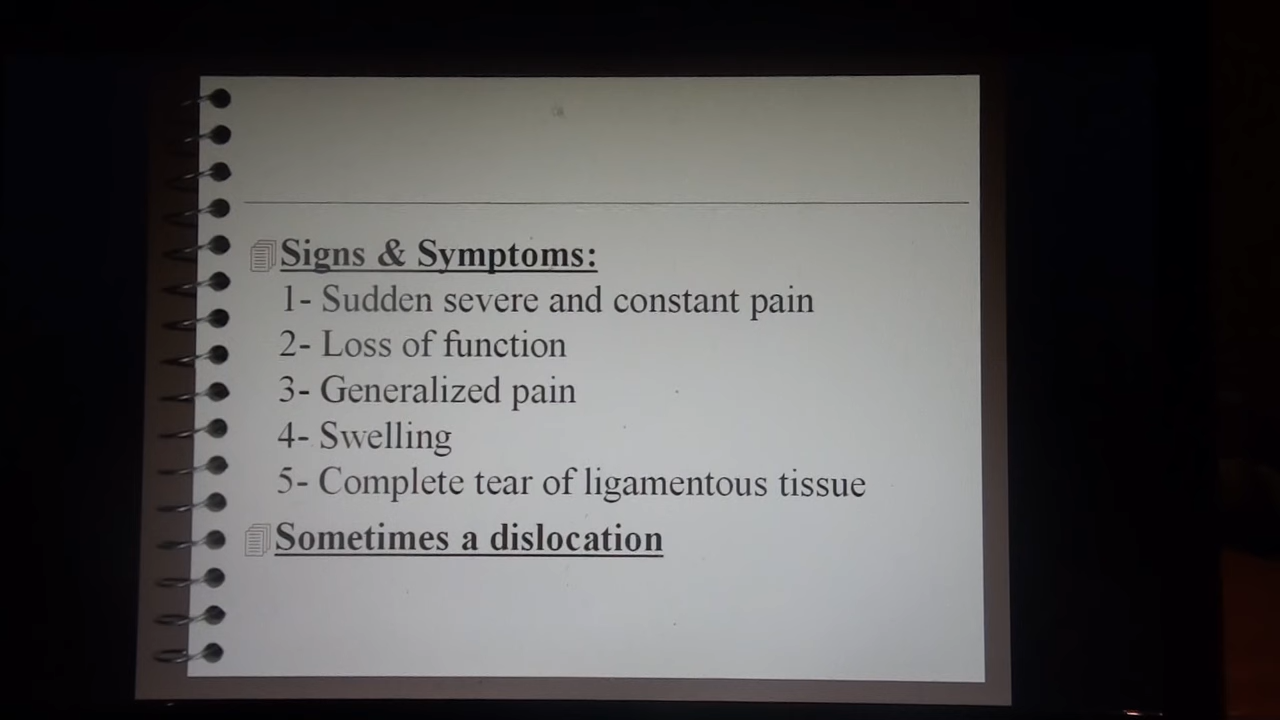 Signs & Symptoms:
1- Sudden severe and constant pain
2- Loss of function
3- Generalized pain
4- Swelling
5- Complete tear of ligamentous tissue
Sometimes a dislocation